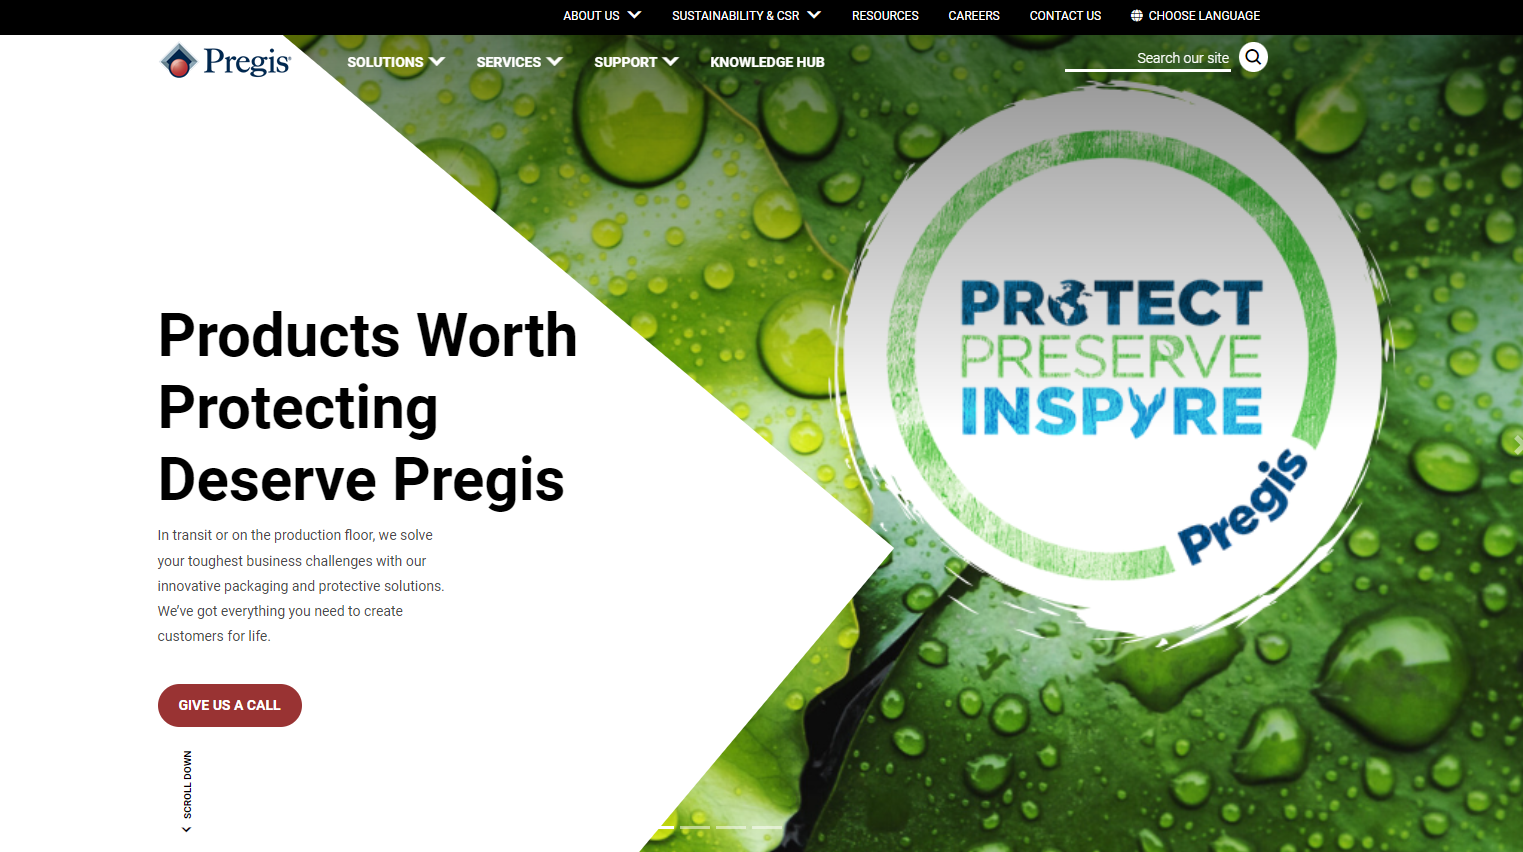 ABOUT US
SUSTAINABILITY & CSR
RESOURCES
CAREERS
CONTACT US
CHOOSE LANGUAGE
Pregis
SOLUTIONS
SERVICES
SUPPORT
KNOWLEDGE HUB
Search our site
Products Worth
Protecting
Deserve Pregis
In transit or on the production floor, we solve
your toughest business challenges with our
innovative packaging and protective solutions.
We’ve got everything you need to create
customers for life.
GIVE US A CALL
SCROLL DOWN
PROTECT
PRESERVE
INSPYRE
Pregis